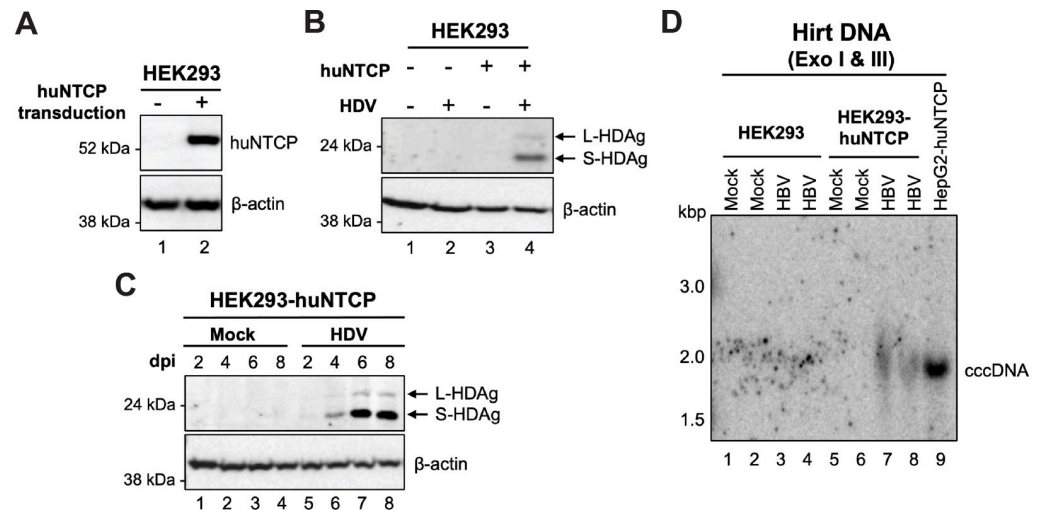 A
HEK293
huNTCP transduction - +
52 kDa huNTCP
38 kDa β-actin
1 2
B
HEK293
huNTCP - - + +
HDV - + - +
24 kDa L-HDAg
S-HDAg
38 kDa β-actin
1 2 3 4
C
HEK293-huNTCP
Mock HDV
dpi 2 4 6 8 2 4 6 8
L-HDAg
24 kDa S-HDAg
38 kDa β-actin
1 2 3 4 5 6 7 8
D
Hirt DNA
(Exo I & III)
HEK293 HEK293-huNTCP
Mock Mock HBV HBV Mock Mock HBV HBV HepG2-huNTCP
kbp
3.0
2.0 cccDNA
1.5
1 2 3 4 5 6 7 8 9